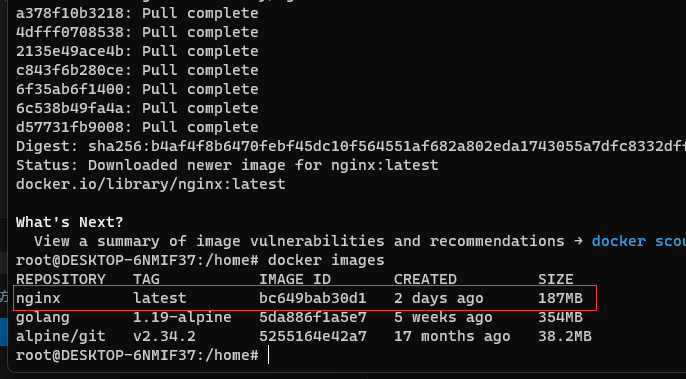 a378f10b3218: Pull complete
4dfff0708538: Pull complete
2135e49ace4b: Pull complete
c843f6b280ce: Pull complete
6f35ab6f1400: Pull complete
6c538b49fa4a: Pull complete
d57731fb9008: Pull complete
Digest: sha256:b4af4f8b6470febf45dc10f564551af682a802eda1743055a7dfc8332dff
Status: Downloaded newer image for nginx:latest
docker.io/library/nginx:latest
What's Next?
View a summary of image vulnerabilities and recommendations → docker scou
root@DESKTOP-6NMIF37:/home# docker images
REPOSITORY TAG IMAGE ID CREATED SIZE
nginx latest bc649bab30d1 2 days ago 187MB
golang 1.19-alpine 5da886f1a5e7 5 weeks ago 354MB
alpine/git v2.34.2 5255164e42a7 17 months ago 38.2MB
root@DESKTOP-6NMIF37:/home#